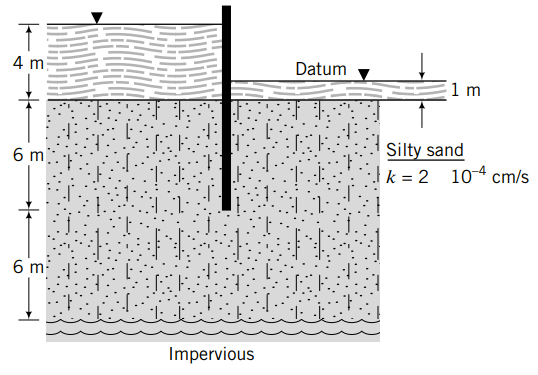 4 m
Datum
1 m
6 m
Silty sand
k = 2 10⁻⁴ cm/s
6 m
Impervious